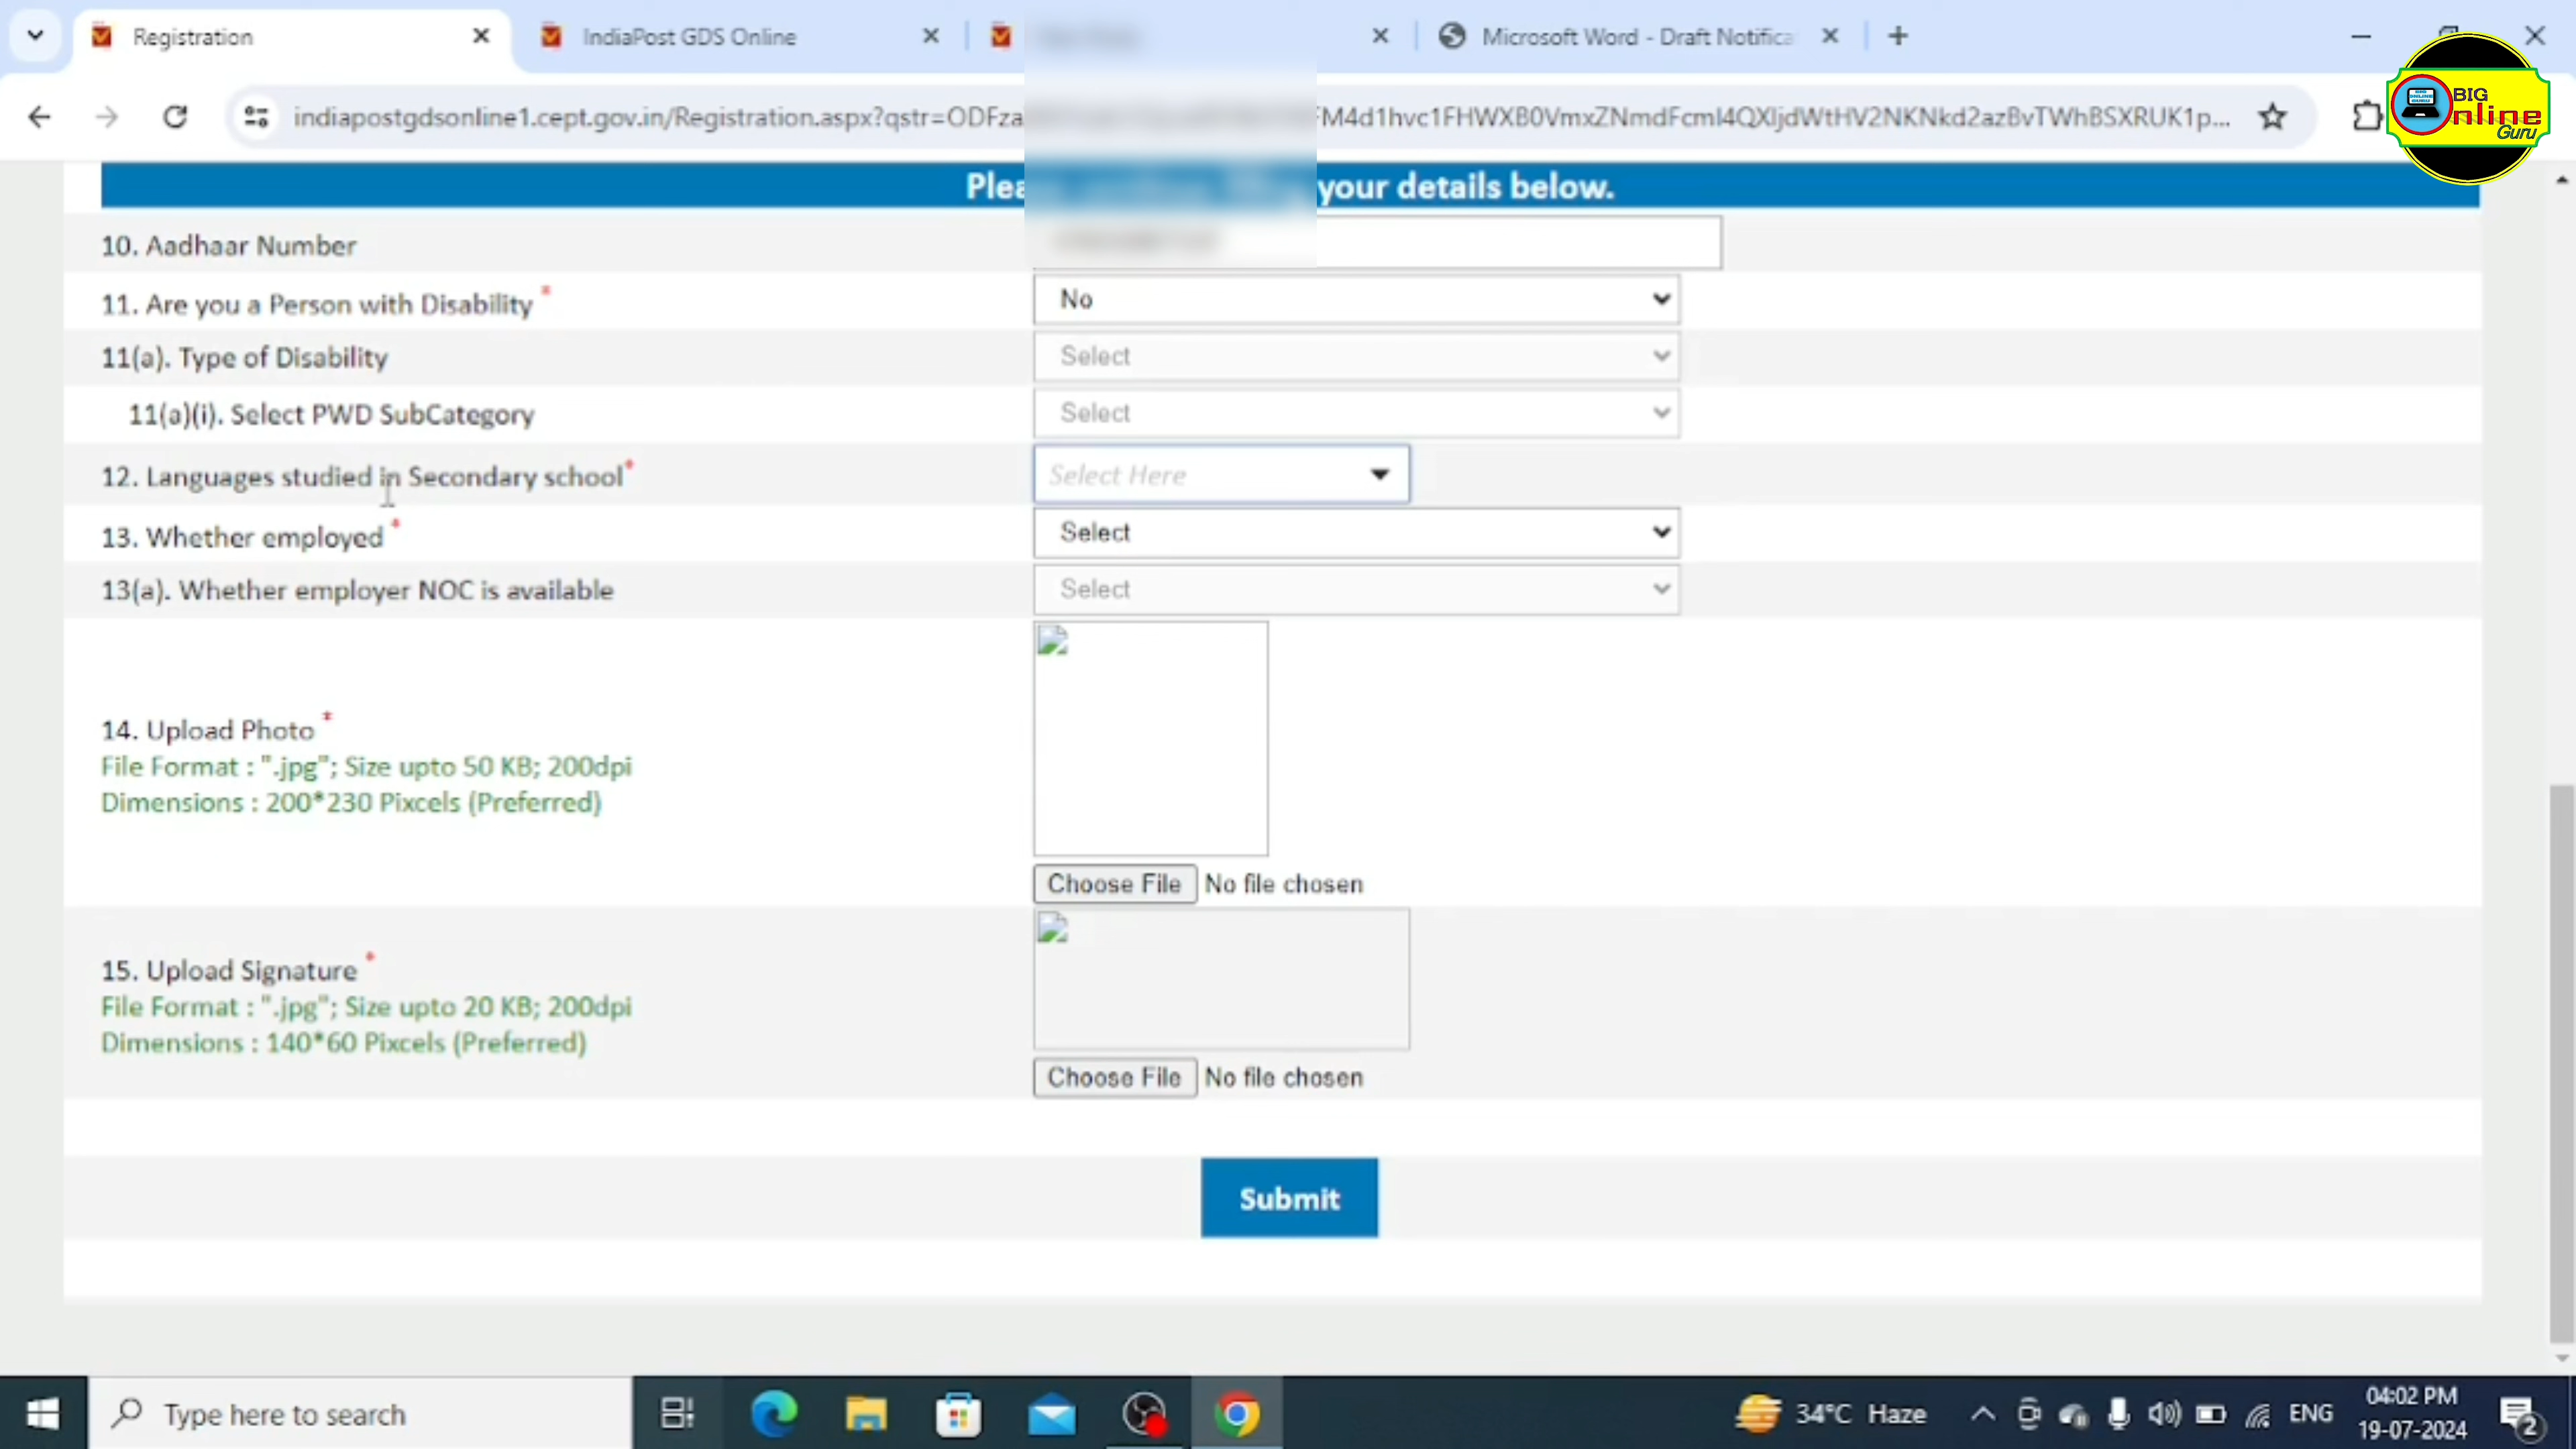 Registration
IndiaPost GDS Online
Microsoft Word - Draft Notifica
indiapostgdsonline1.cept.gov.in/Registration.aspx?qstr=ODFza
BIG
Online
Guru
your details below.
10. Aadhaar Number
11. Are you a Person with Disability *
No
11(a). Type of Disability
Select
11(a)(i). Select PWD SubCategory
Select
12. Languages studied in Secondary school*
Select Here
13. Whether employed *
Select
13(a). Whether employer NOC is available
Select
14. Upload Photo *
File Format : ".jpg"; Size upto 50 KB; 200dpi
Dimensions : 200*230 Pixcels (Preferred)
Choose File No file chosen
15. Upload Signature *
File Format : ".jpg"; Size upto 20 KB; 200dpi
Dimensions : 140*60 Pixcels (Preferred)
Choose File No file chosen
Submit
Type here to search
34°C Haze
ENG
04:02 PM
19-07-2024
2